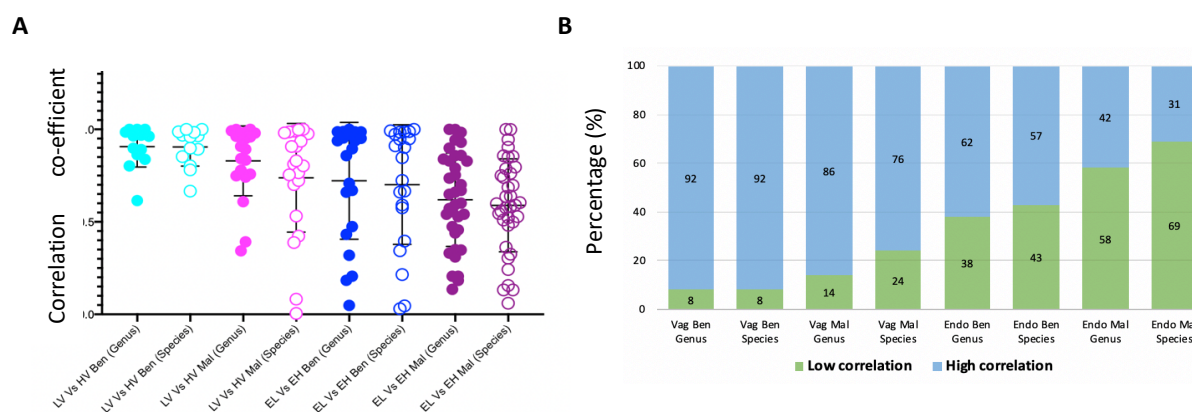 A
B
co-efficient
Correlation
.0
.5
.0
LV Vs HV Ben (Genus)
LV Vs HV Ben (Species)
LV Vs HV Mal (Genus)
LV Vs HV Mal (Species)
EL Vs EH Ben (Genus)
EL Vs EH Ben (Species)
EL Vs EH Mal (Genus)
EL Vs EH Mal (Species)
Percentage (%)
100
80
60
40
20
0
92
92
86
76
62
57
42
31
8
8
14
24
38
43
58
69
Vag Ben
Genus
Vag Ben
Species
Vag Mal
Genus
Vag Mal
Species
Endo Ben
Genus
Endo Ben
Species
Endo Mal
Genus
Endo Ma
Species
Low correlation
High correlation